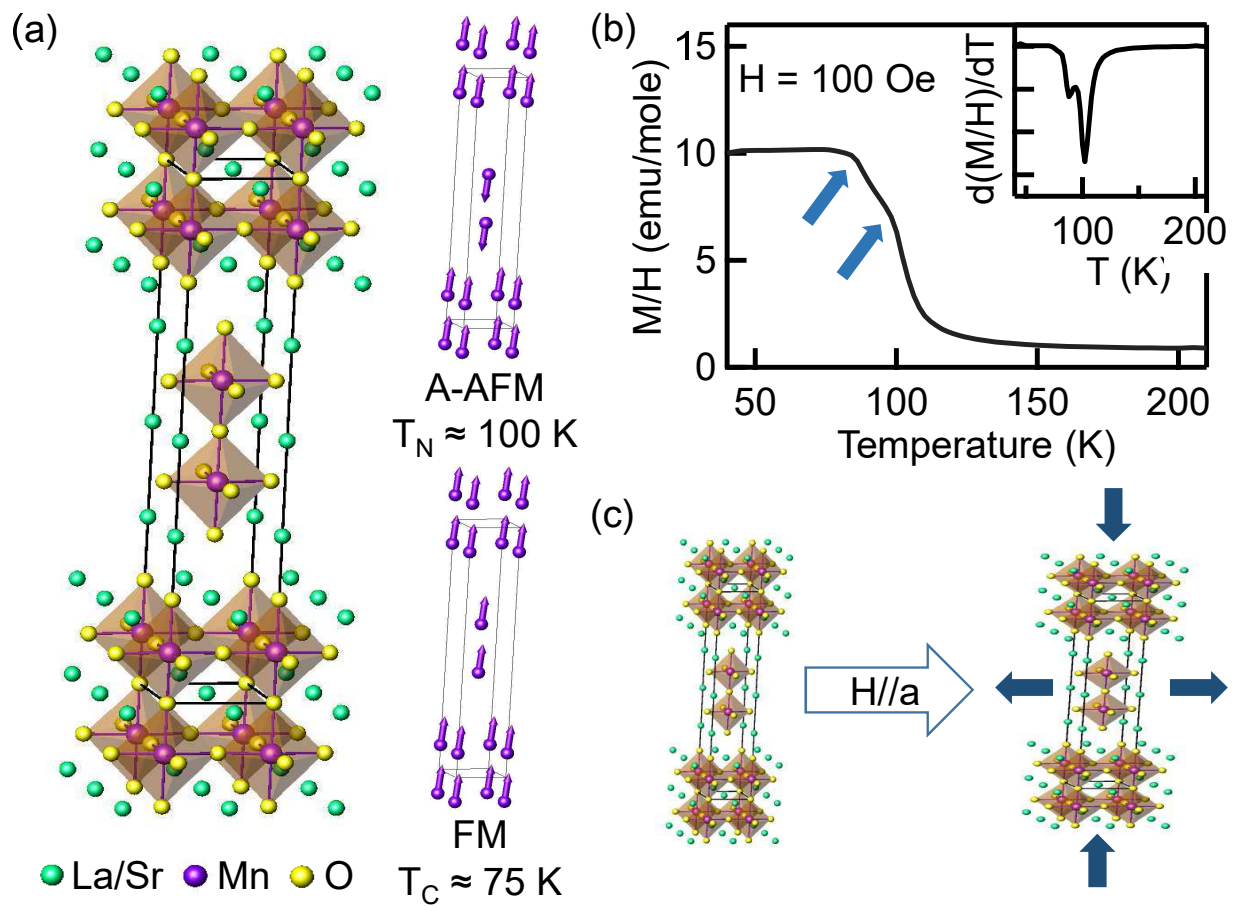 (a)
A-AFM
T_N ≈ 100 K
FM
T_C ≈ 75 K
La/Sr Mn O
(b)
M/H (emu/mole)
15
10
5
0
H = 100 Oe
50 100 150 200
Temperature (K)
d(M/H)/dT
100 200
T (K)
(c)
H//a